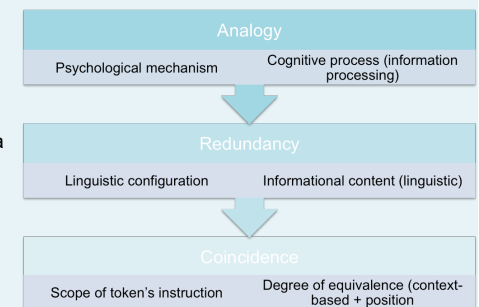 Analogy
Psychological mechanism
Cognitive process (information
processing)
a
Redundancy
Linguistic configuration
Informational content (linguistic)
Coincidence
Scope of token's instruction
Degree of equivalence (context-
based + position